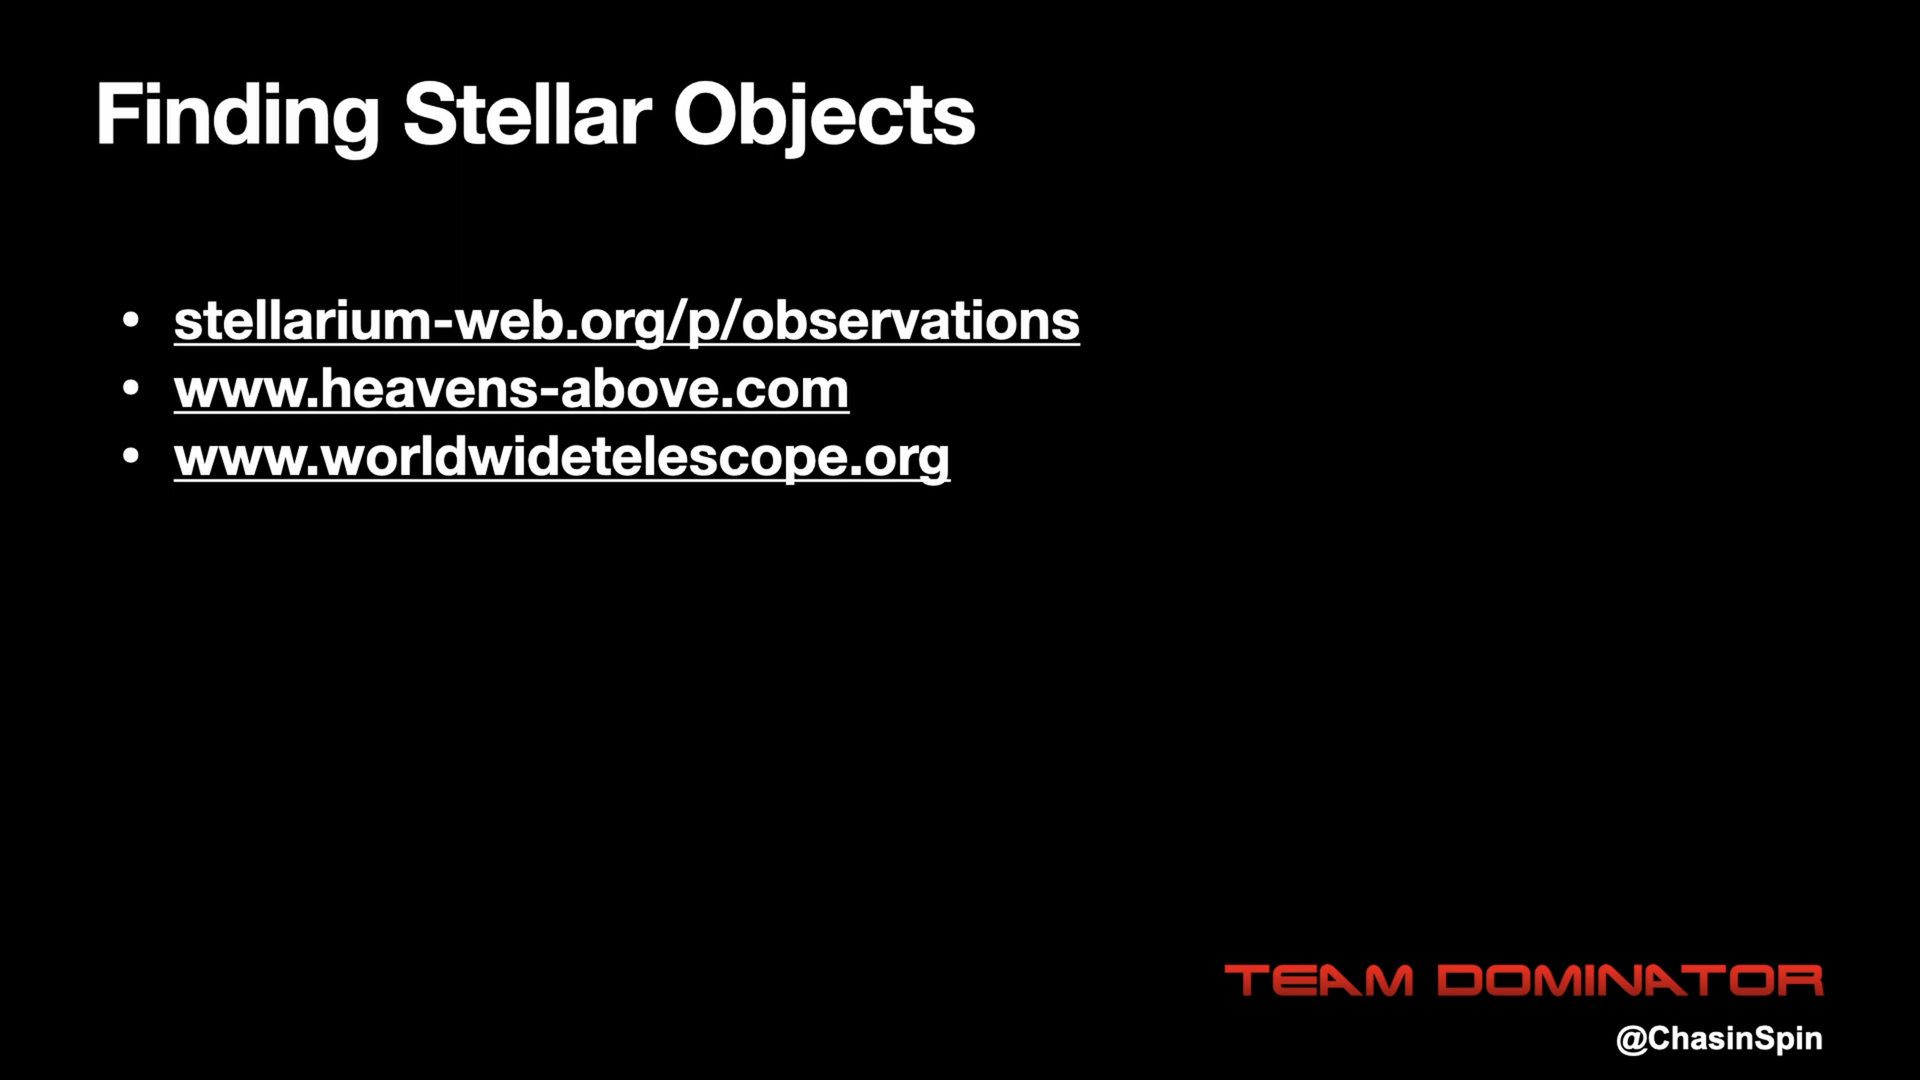 Finding Stellar Objects
• stellarium-web.org/p/observations
• www.heavens-above.com
• www.worldwidetelescope.org
TEAM DOMINATOR
@ChasinSpin